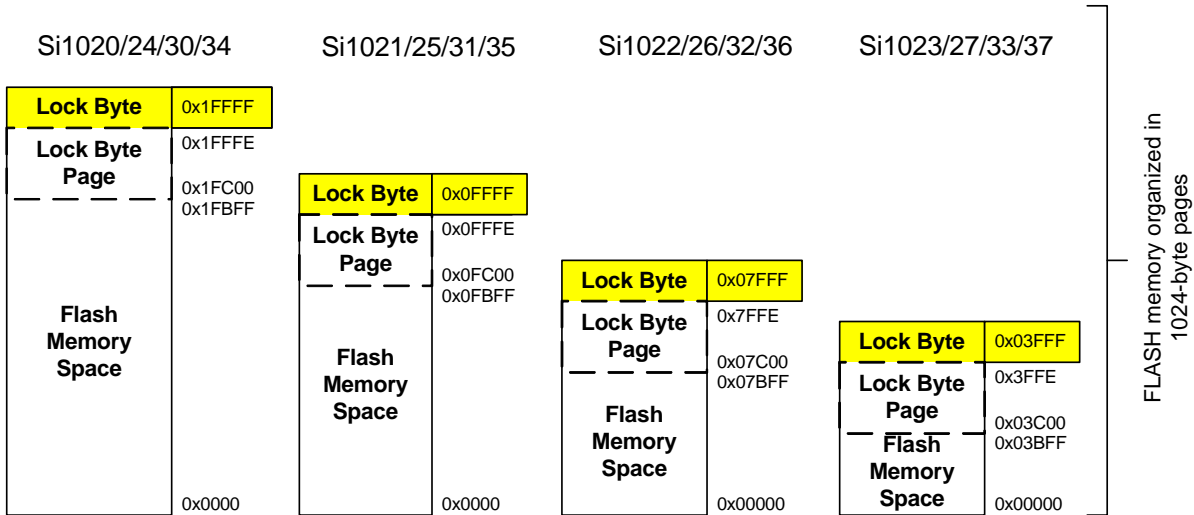 Si1020/24/30/34
Lock Byte
0x1FFFF
Lock Byte
Page
0x1FFFE
0x1FC00
0x1FBFF
Flash
Memory
Space
0x0000
Si1021/25/31/35
Lock Byte
0x0FFFF
Lock Byte
Page
0x0FFFE
0x0FC00
0x0FBFF
Flash
Memory
Space
0x0000
Si1022/26/32/36
Lock Byte
0x07FFF
Lock Byte
Page
0x7FFE
0x07C00
0x07BFF
Flash
Memory
Space
0x00000
Si1023/27/33/37
Lock Byte
0x03FFF
Lock Byte
Page
0x3FFE
0x03C00
0x03BFF
Flash
Memory
Space
0x00000
FLASH memory organized in
1024-byte pages